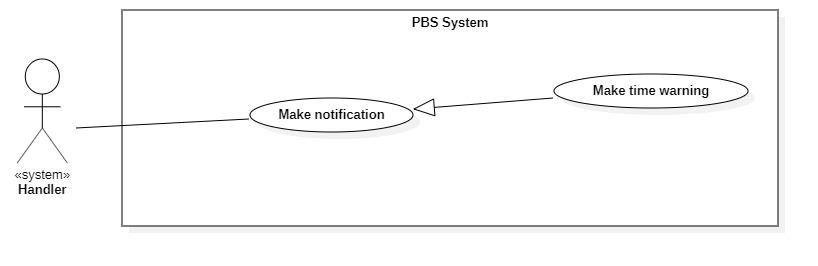 PBS System
Make time warning
Make notification
«system»
Handler